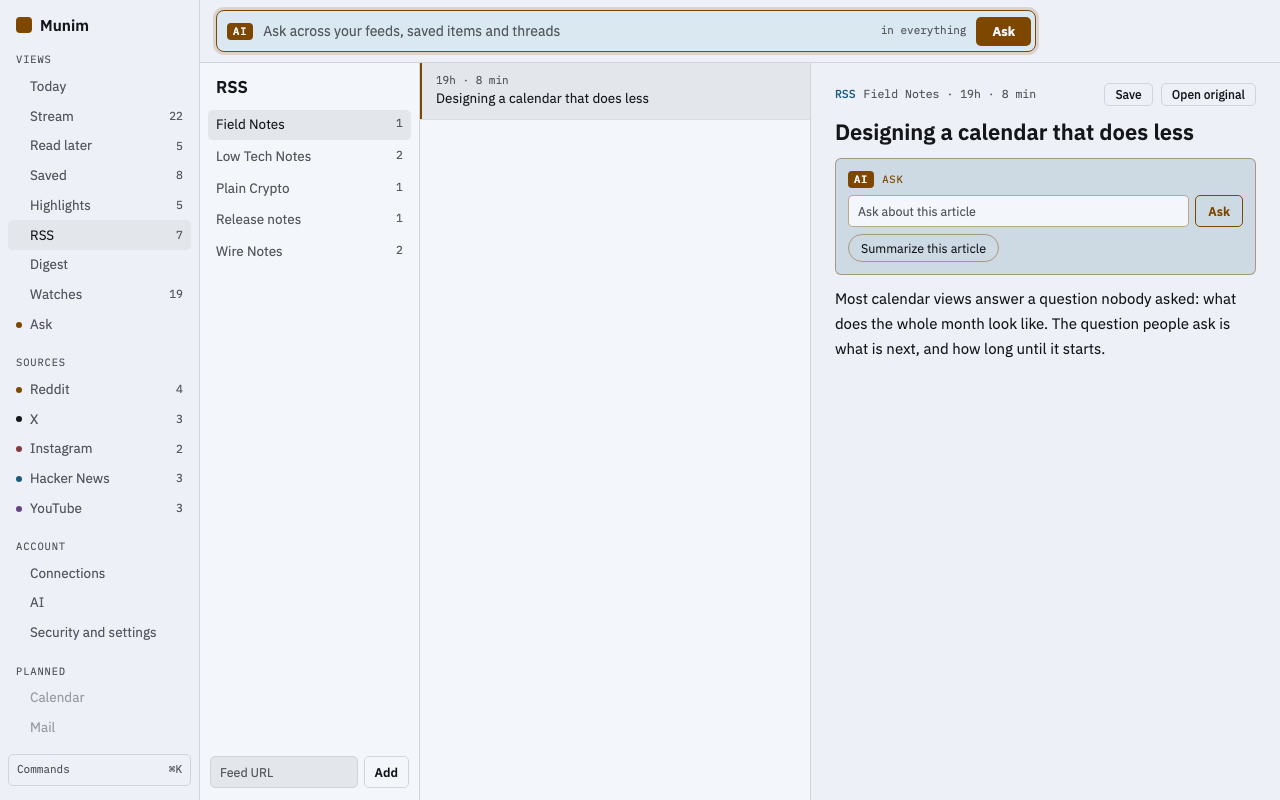 Munim
VIEWS
Today
Stream 22
Read later 5
Saved 8
Highlights 5
RSS 7
Digest
Watches 19
Ask
SOURCES
Reddit 4
X 3
Instagram 2
Hacker News 3
YouTube 3
ACCOUNT
Connections
AI
Security and settings
PLANNED
Calendar
Mail
Commands ⌘K
AI Ask across your feeds, saved items and threads in everything Ask
RSS
Field Notes 1
Low Tech Notes 2
Plain Crypto 1
Release notes 1
Wire Notes 2
Feed URL Add
19h · 8 min
Designing a calendar that does less
RSS Field Notes · 19h · 8 min Save Open original
Designing a calendar that does less
AI ASK
Ask about this article Ask
Summarize this article
Most calendar views answer a question nobody asked: what
does the whole month look like. The question people ask is
what is next, and how long until it starts.